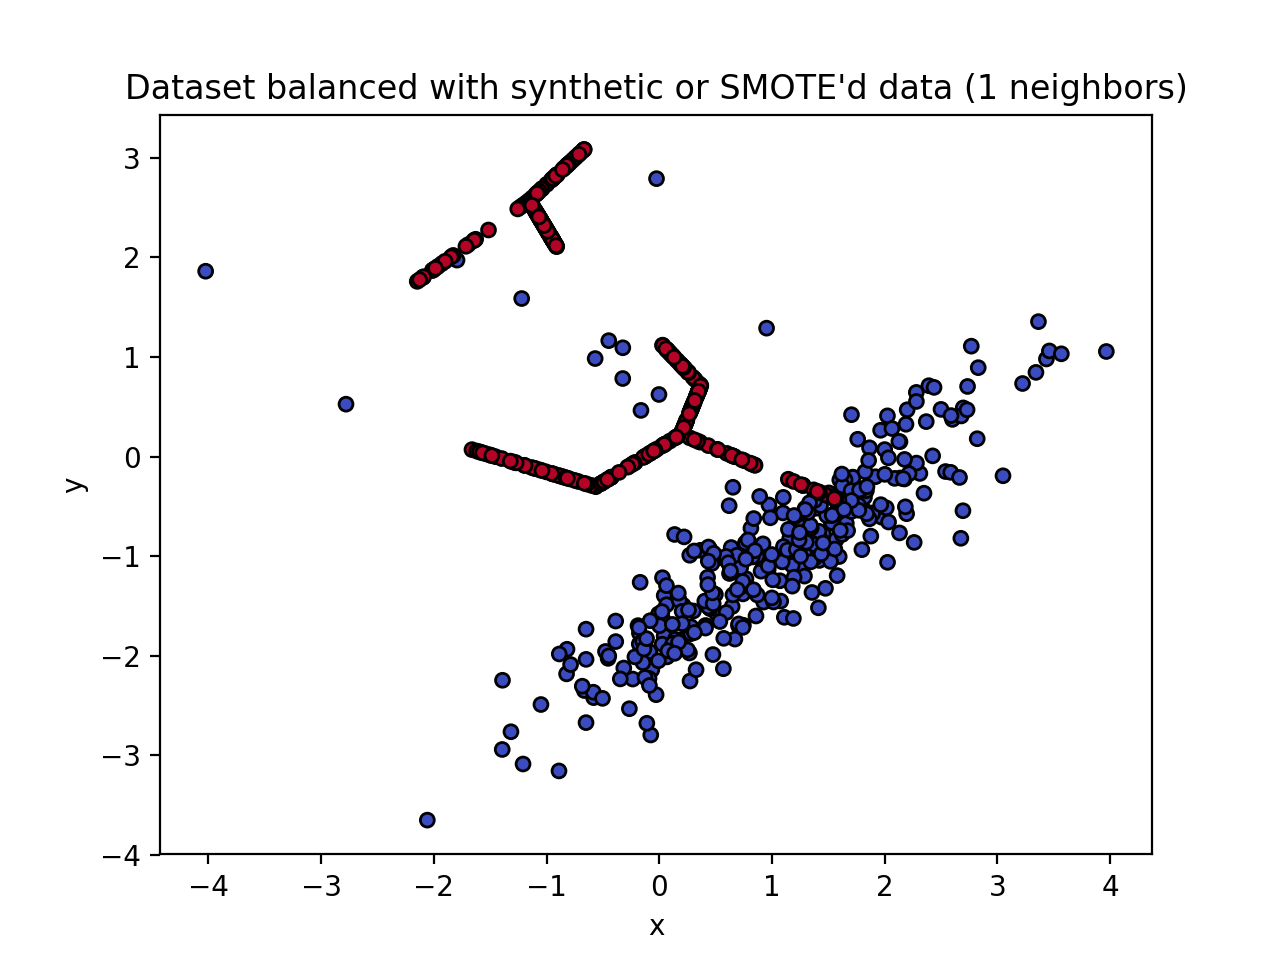 Dataset balanced with synthetic or SMOTE'd data (1 neighbors)
3
2
1
0
−1
−2
−3
−4
y
−4 −3 −2 −1 0 1 2 3 4
x